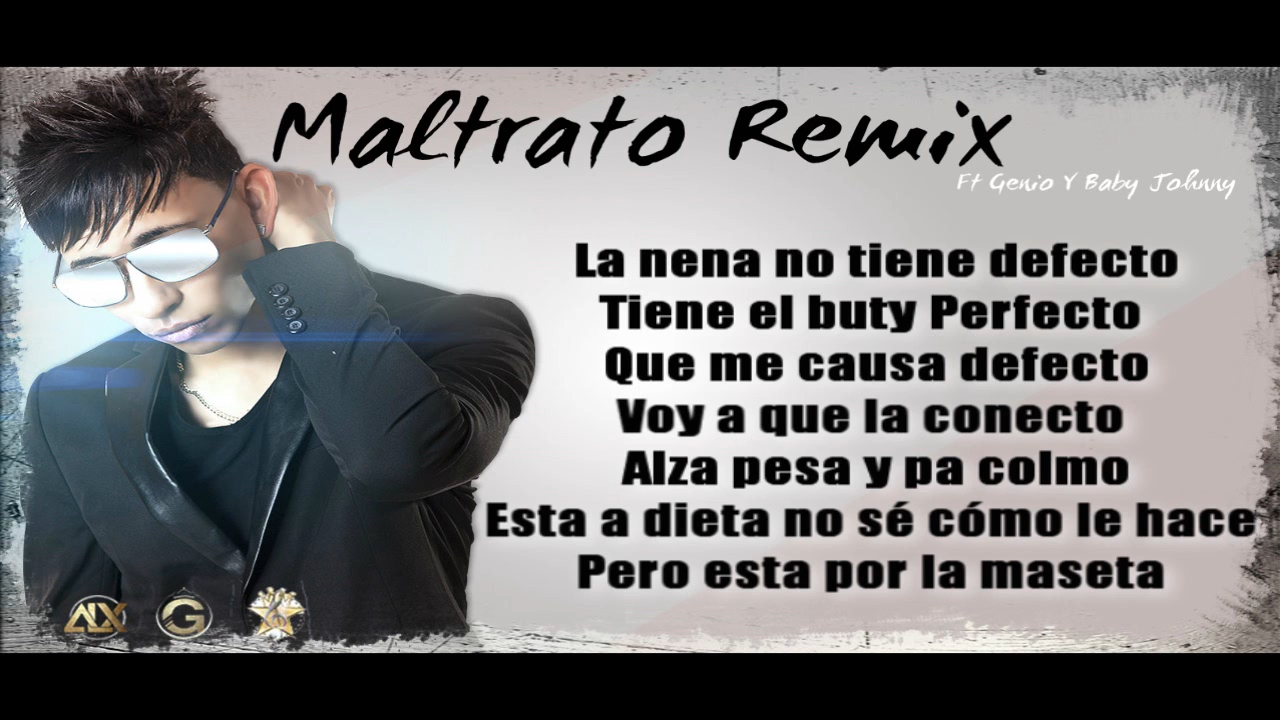 Maltrato Remix
Ft Genio Y Baby Johnny
La nena no tiene defecto
Tiene el buty Perfecto
Que me causa defecto
Voy a que la conecto
Alza pesa y pa colmo
Esta a dieta no sé cómo le hace
Pero esta por la maseta
ALX G